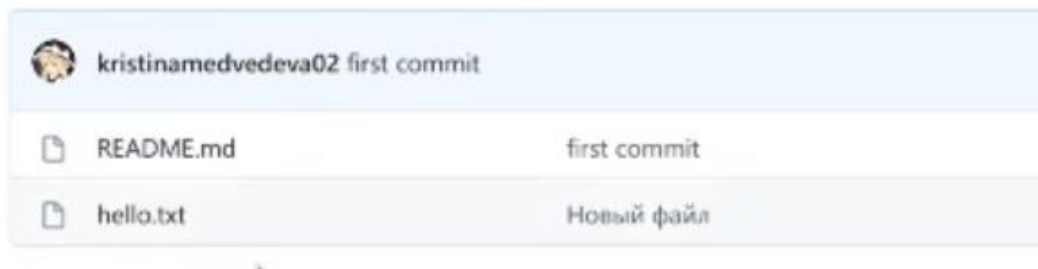 kristinamedvedeva02 first commit
README.md first commit
hello.txt Новый файл